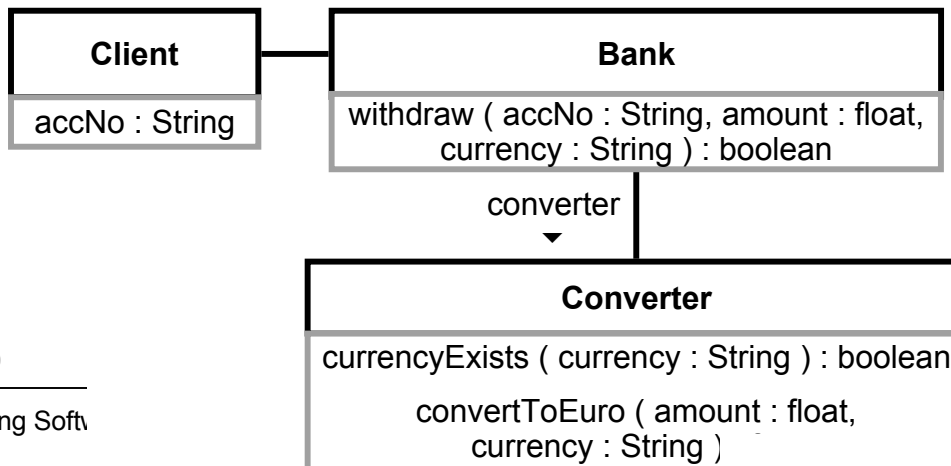 Client
Bank
accNo : String
withdraw ( accNo : String, amount : float,
currency : String ) : boolean
converter
Converter
currencyExists ( currency : String ) : boolean
convertToEuro ( amount : float,
currency : String )